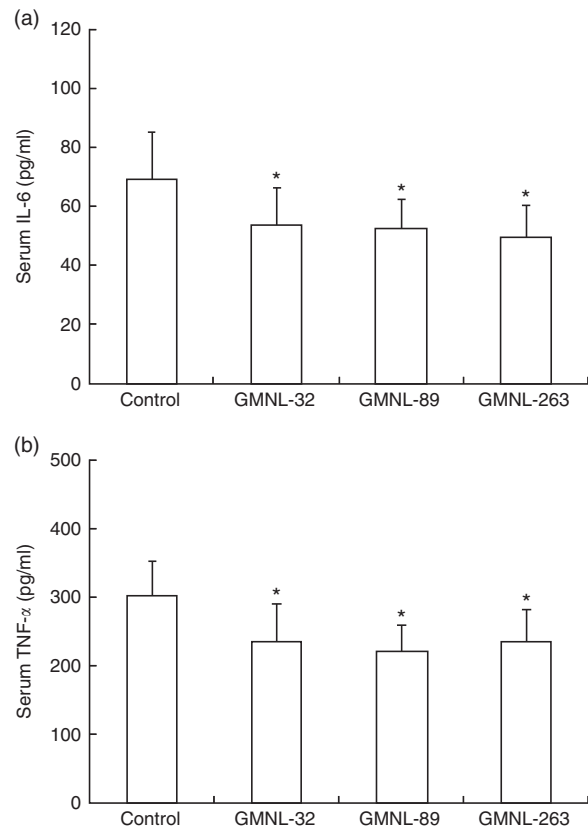 (a)
120
100
80
60
40
20
0
Serum IL-6 (pg/ml)
* * *
Control GMNL-32 GMNL-89 GMNL-263
(b)
500
400
300
200
100
0
Serum TNF-α (pg/ml)
* * *
Control GMNL-32 GMNL-89 GMNL-263